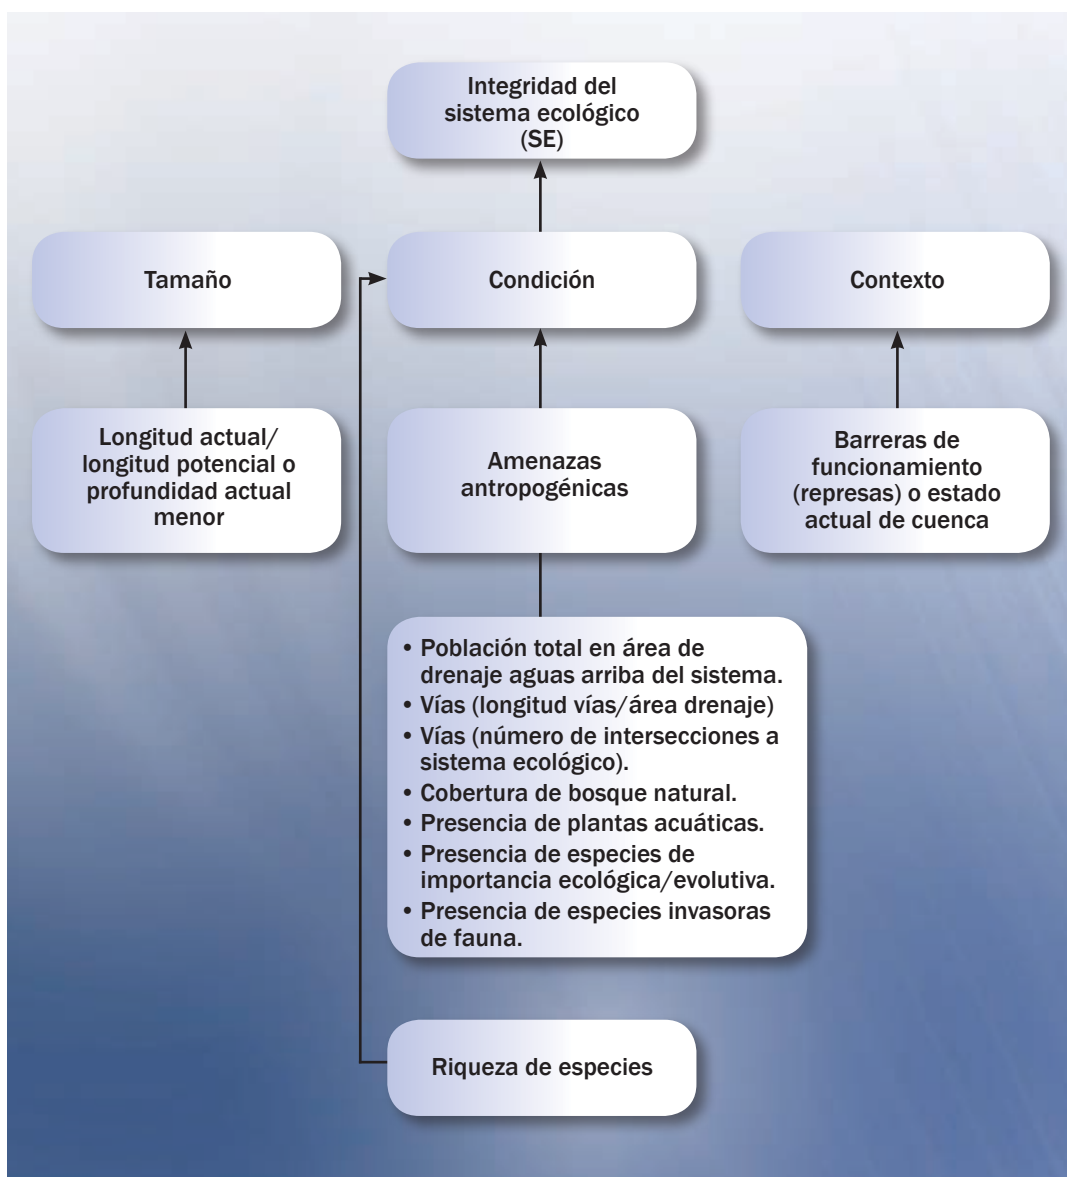 Integridad del
sistema ecológico
(SE)
Tamaño
Condición
Contexto
Longitud actual/
longitud potencial o
profundidad actual
menor
Amenazas
antropogénicas
Barreras de
funcionamiento
(represas) o estado
actual de cuenca
• Población total en área de
drenaje aguas arriba del sistema.
• Vías (longitud vías/área drenaje)
• Vías (número de intersecciones a
sistema ecológico).
• Cobertura de bosque natural.
• Presencia de plantas acuáticas.
• Presencia de especies de
importancia ecológica/evolutiva.
• Presencia de especies invasoras
de fauna.
Riqueza de especies